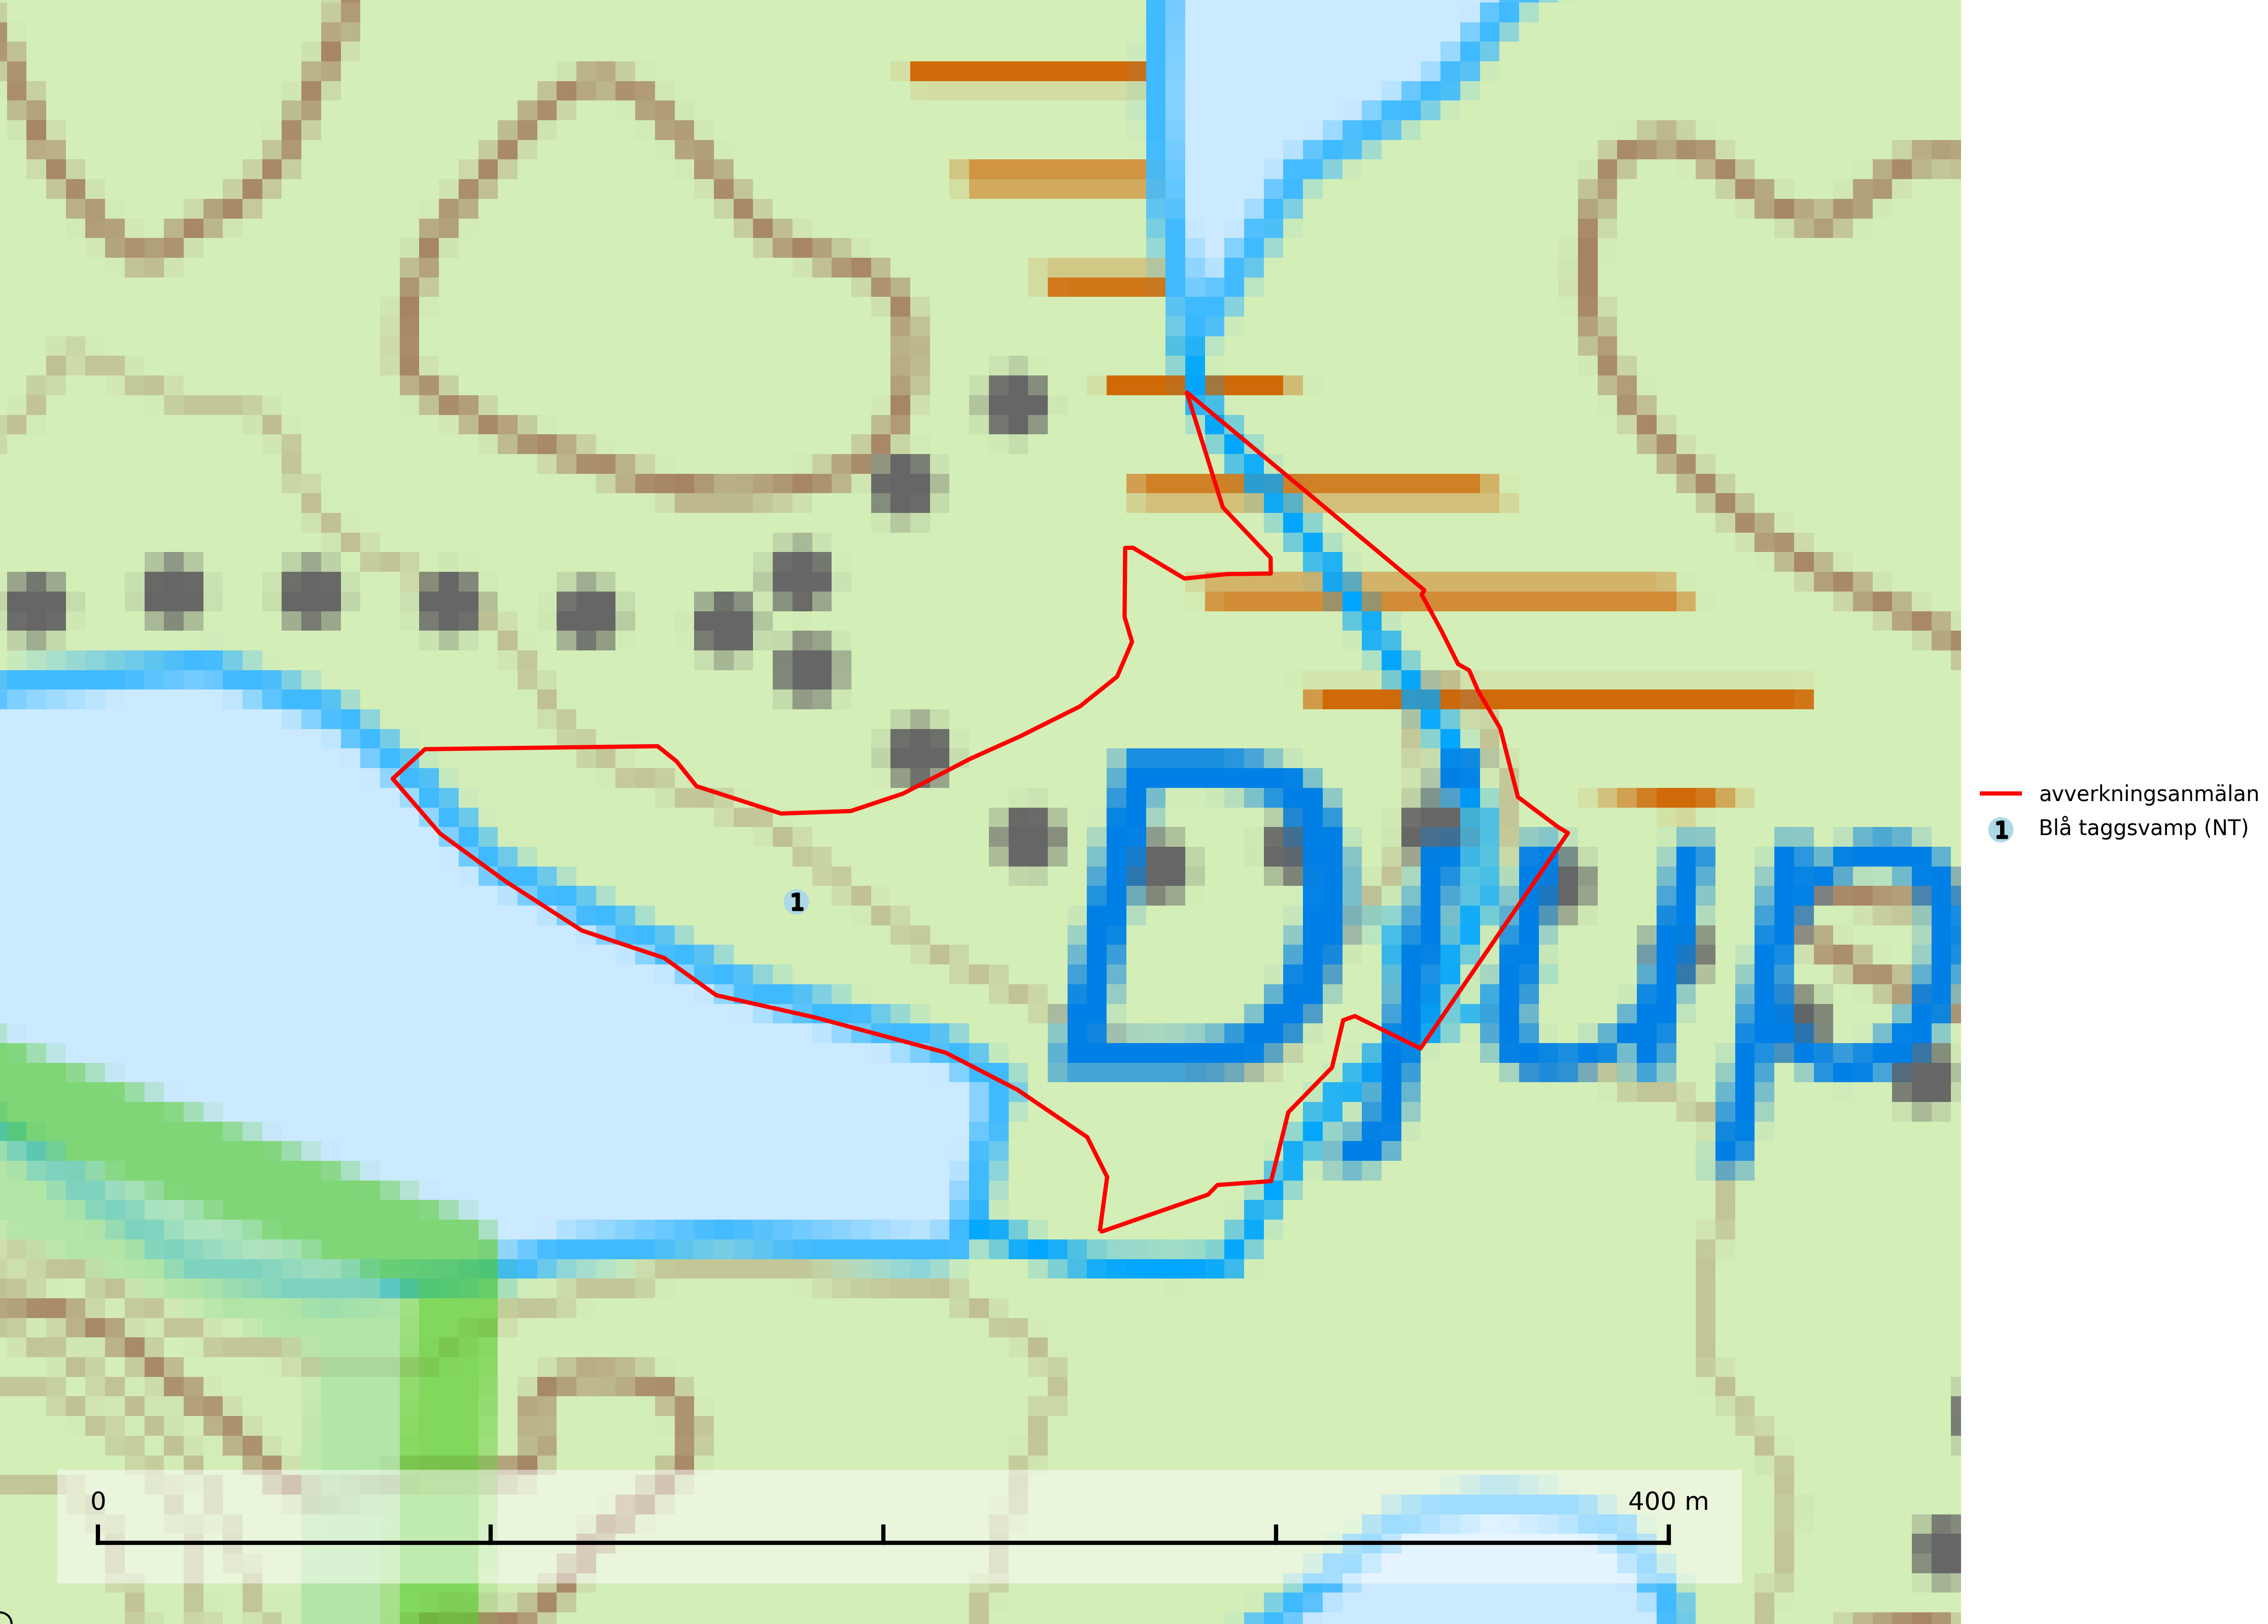 Djup
avverkningsanmälan
Blå taggsvamp (NT)
1
1
0
400 m